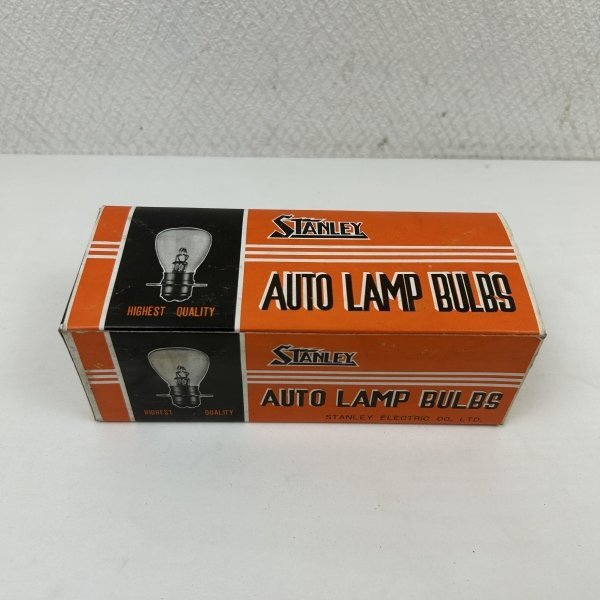 STANLEY
HIGHEST QUALITY
AUTO LAMP BULBS
STANLEY
HIGHEST QUALITY
AUTO LAMP BULBS
STANLEY ELECTRIC CO., LTD.